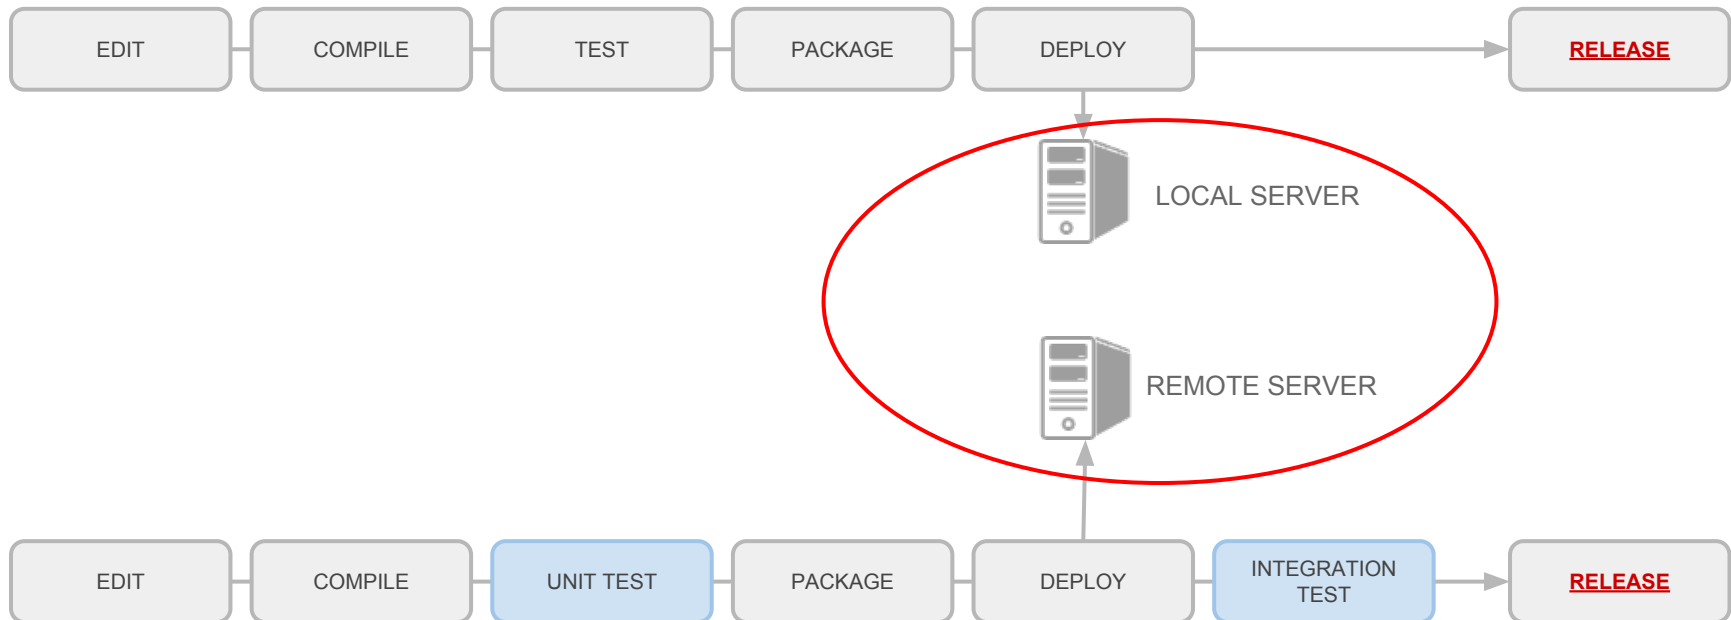 EDIT
COMPILE
TEST
PACKAGE
DEPLOY
RELEASE
LOCAL SERVER
REMOTE SERVER
EDIT
COMPILE
UNIT TEST
PACKAGE
DEPLOY
INTEGRATION
TEST
RELEASE